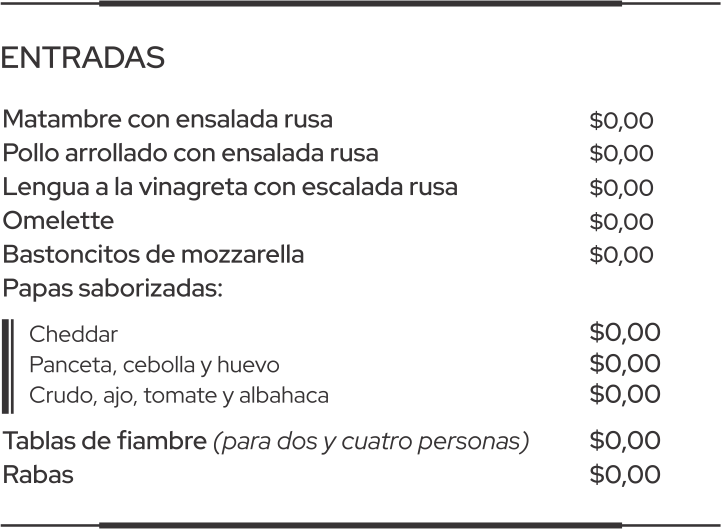 ENTRADAS
Matambre con ensalada rusa $0,00
Pollo arrollado con ensalada rusa $0,00
Lengua a la vinagreta con escalada rusa $0,00
Omelette $0,00
Bastoncitos de mozzarella $0,00
Papas saborizadas:
Cheddar $0,00
Panceta, cebolla y huevo $0,00
Crudo, ajo, tomate y albahaca $0,00
Tablas de fiambre (para dos y cuatro personas) $0,00
Rabas $0,00